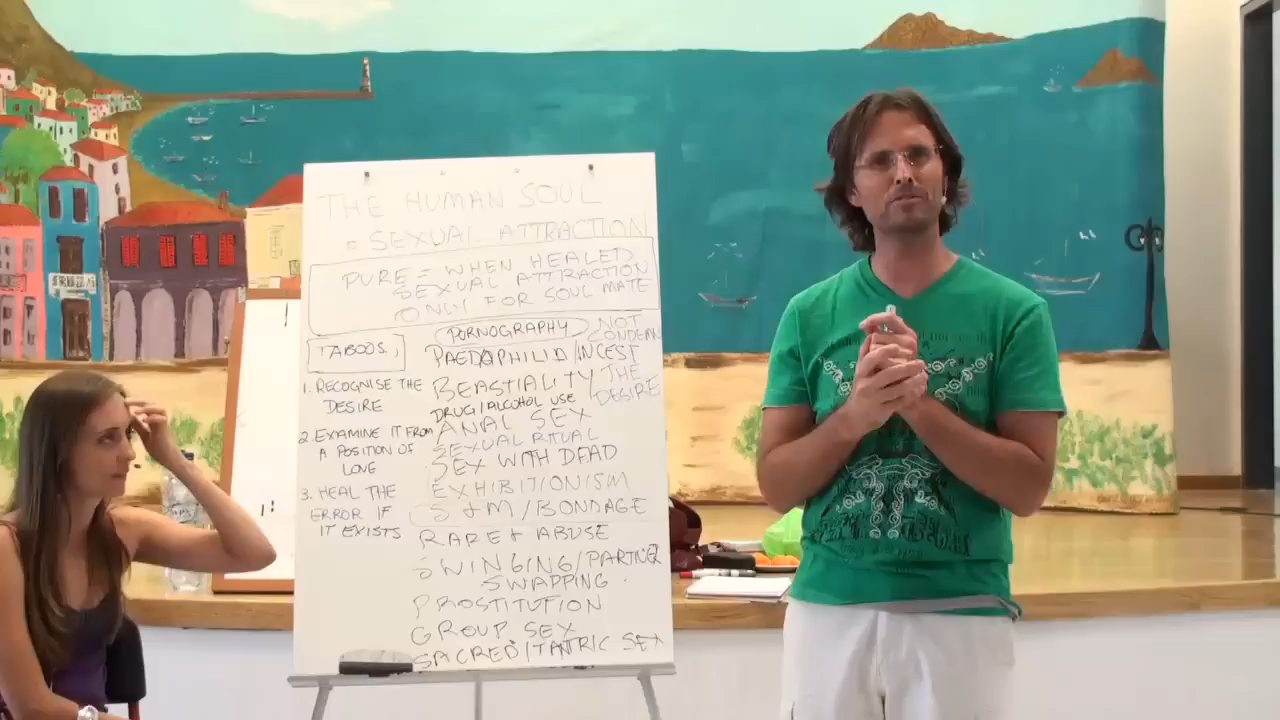 THE HUMAN SOUL
• SEXUAL ATTRACTION
PURE = WHEN HEALED
SEXUAL ATTRACTION
ONLY FOR SOUL MATE
TABOOS,
1. RECOGNISE THE
DESIRE
2. EXAMINE IT FROM
A POSITION OF
LOVE
3. HEAL THE
ERROR IF
IT EXISTS
PORNOGRAPHY
PAEDOPHILIA/INCEST
BEASTIALITY
DRUG/ALCOHOL USE
ANAL SEX
SEXUAL RITUAL
SEX WITH DEAD
EXHIBITIONISM
S+M/BONDAGE
RAPE + ABUSE
SWINGING/PARTNER
SWAPPING
PROSTITUTION
GROUP SEX
SACRED/TANTRIC SEX
NOT
CONDEMN
THE
DESIRE